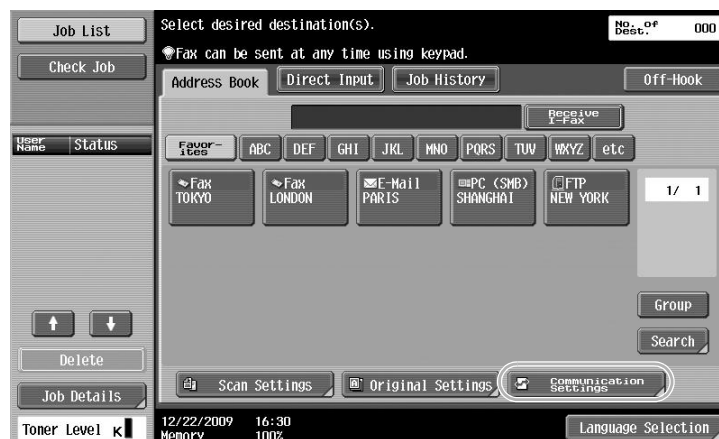 Job List
Check Job
User Name
Status
Delete
Job Details
Toner Level K
Select desired destination(s).
No. of Dest. 000
Fax can be sent at any time using keypad.
Address Book
Direct Input
Job History
Off-Hook
Receive I-Fax
Favor-ites
ABC
DEF
GHI
JKL
MNO
PQRS
TUV
WXYZ
etc
Fax
TOKYO
Fax
LONDON
E-Mail
PARIS
PC (SMB)
SHANGHAI
FTP
NEW YORK
1/ 1
Group
Search
Scan Settings
Original Settings
Communication Settings
12/22/2009 16:30
Memory 100%
Language Selection